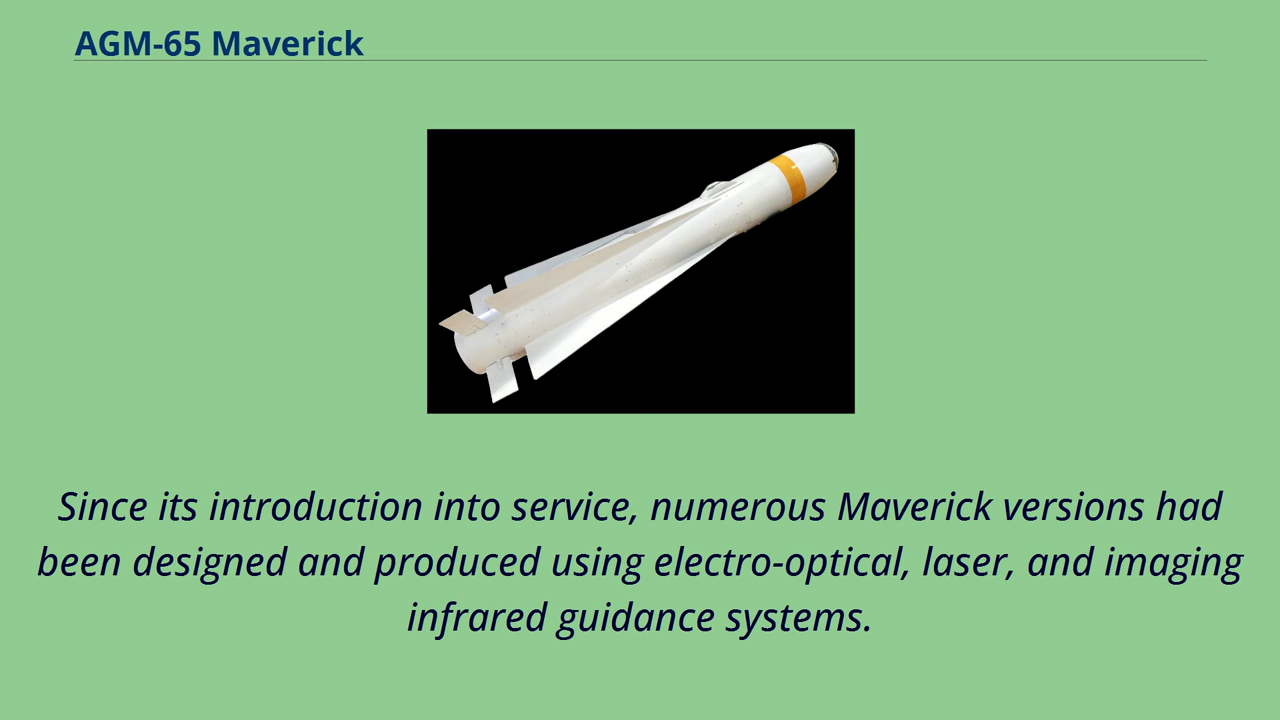 AGM-65 Maverick
Since its introduction into service, numerous Maverick versions had
been designed and produced using electro-optical, laser, and imaging
infrared guidance systems.